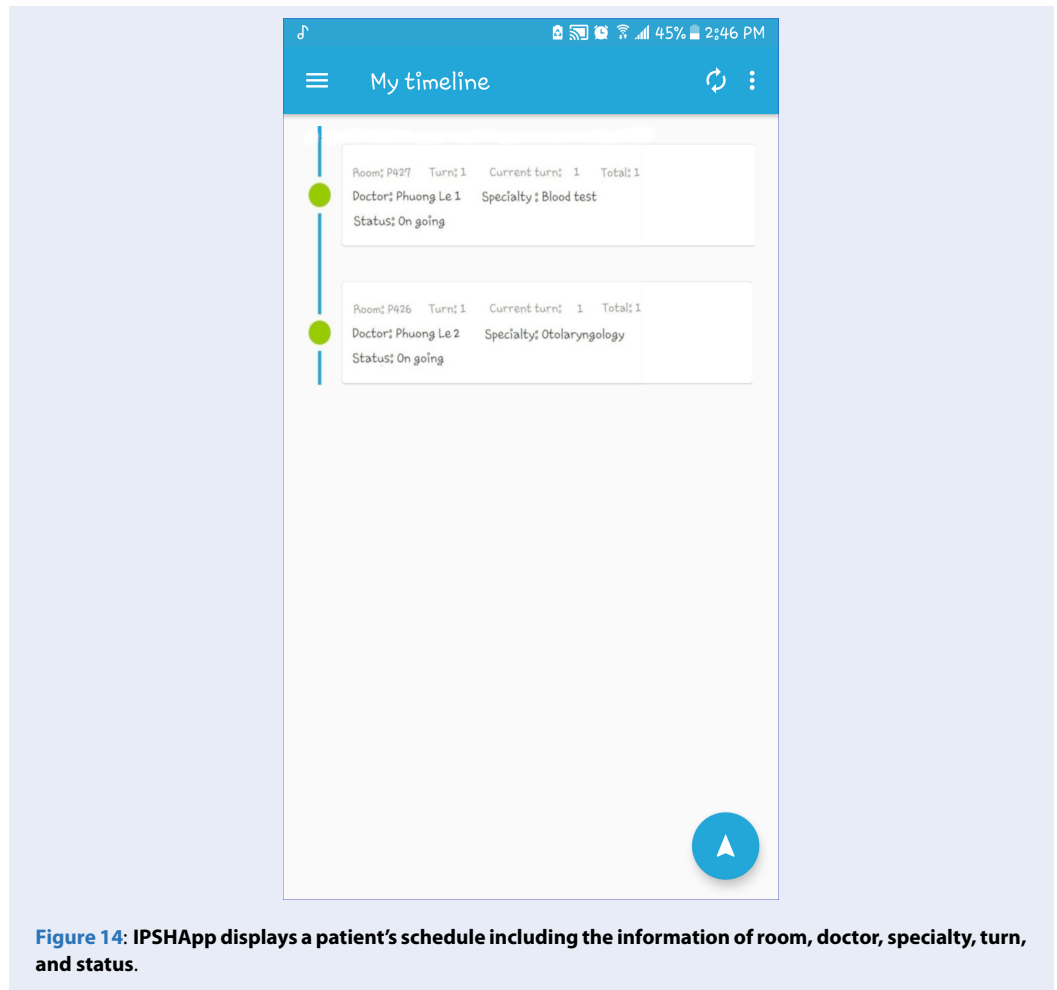 45% 2:46 PM
My timeline
Room: P427 Turn: 1 Current turn: 1 Total: 1
Doctor: Phuong Le 1 Specialty : Blood test
Status: On going
Room: P426 Turn: 1 Current turn: 1 Total: 1
Doctor: Phuong Le 2 Specialty: Otolaryngology
Status: On going
Figure 14: IPSHApp displays a patient's schedule including the information of room, doctor, specialty, turn,
and status.